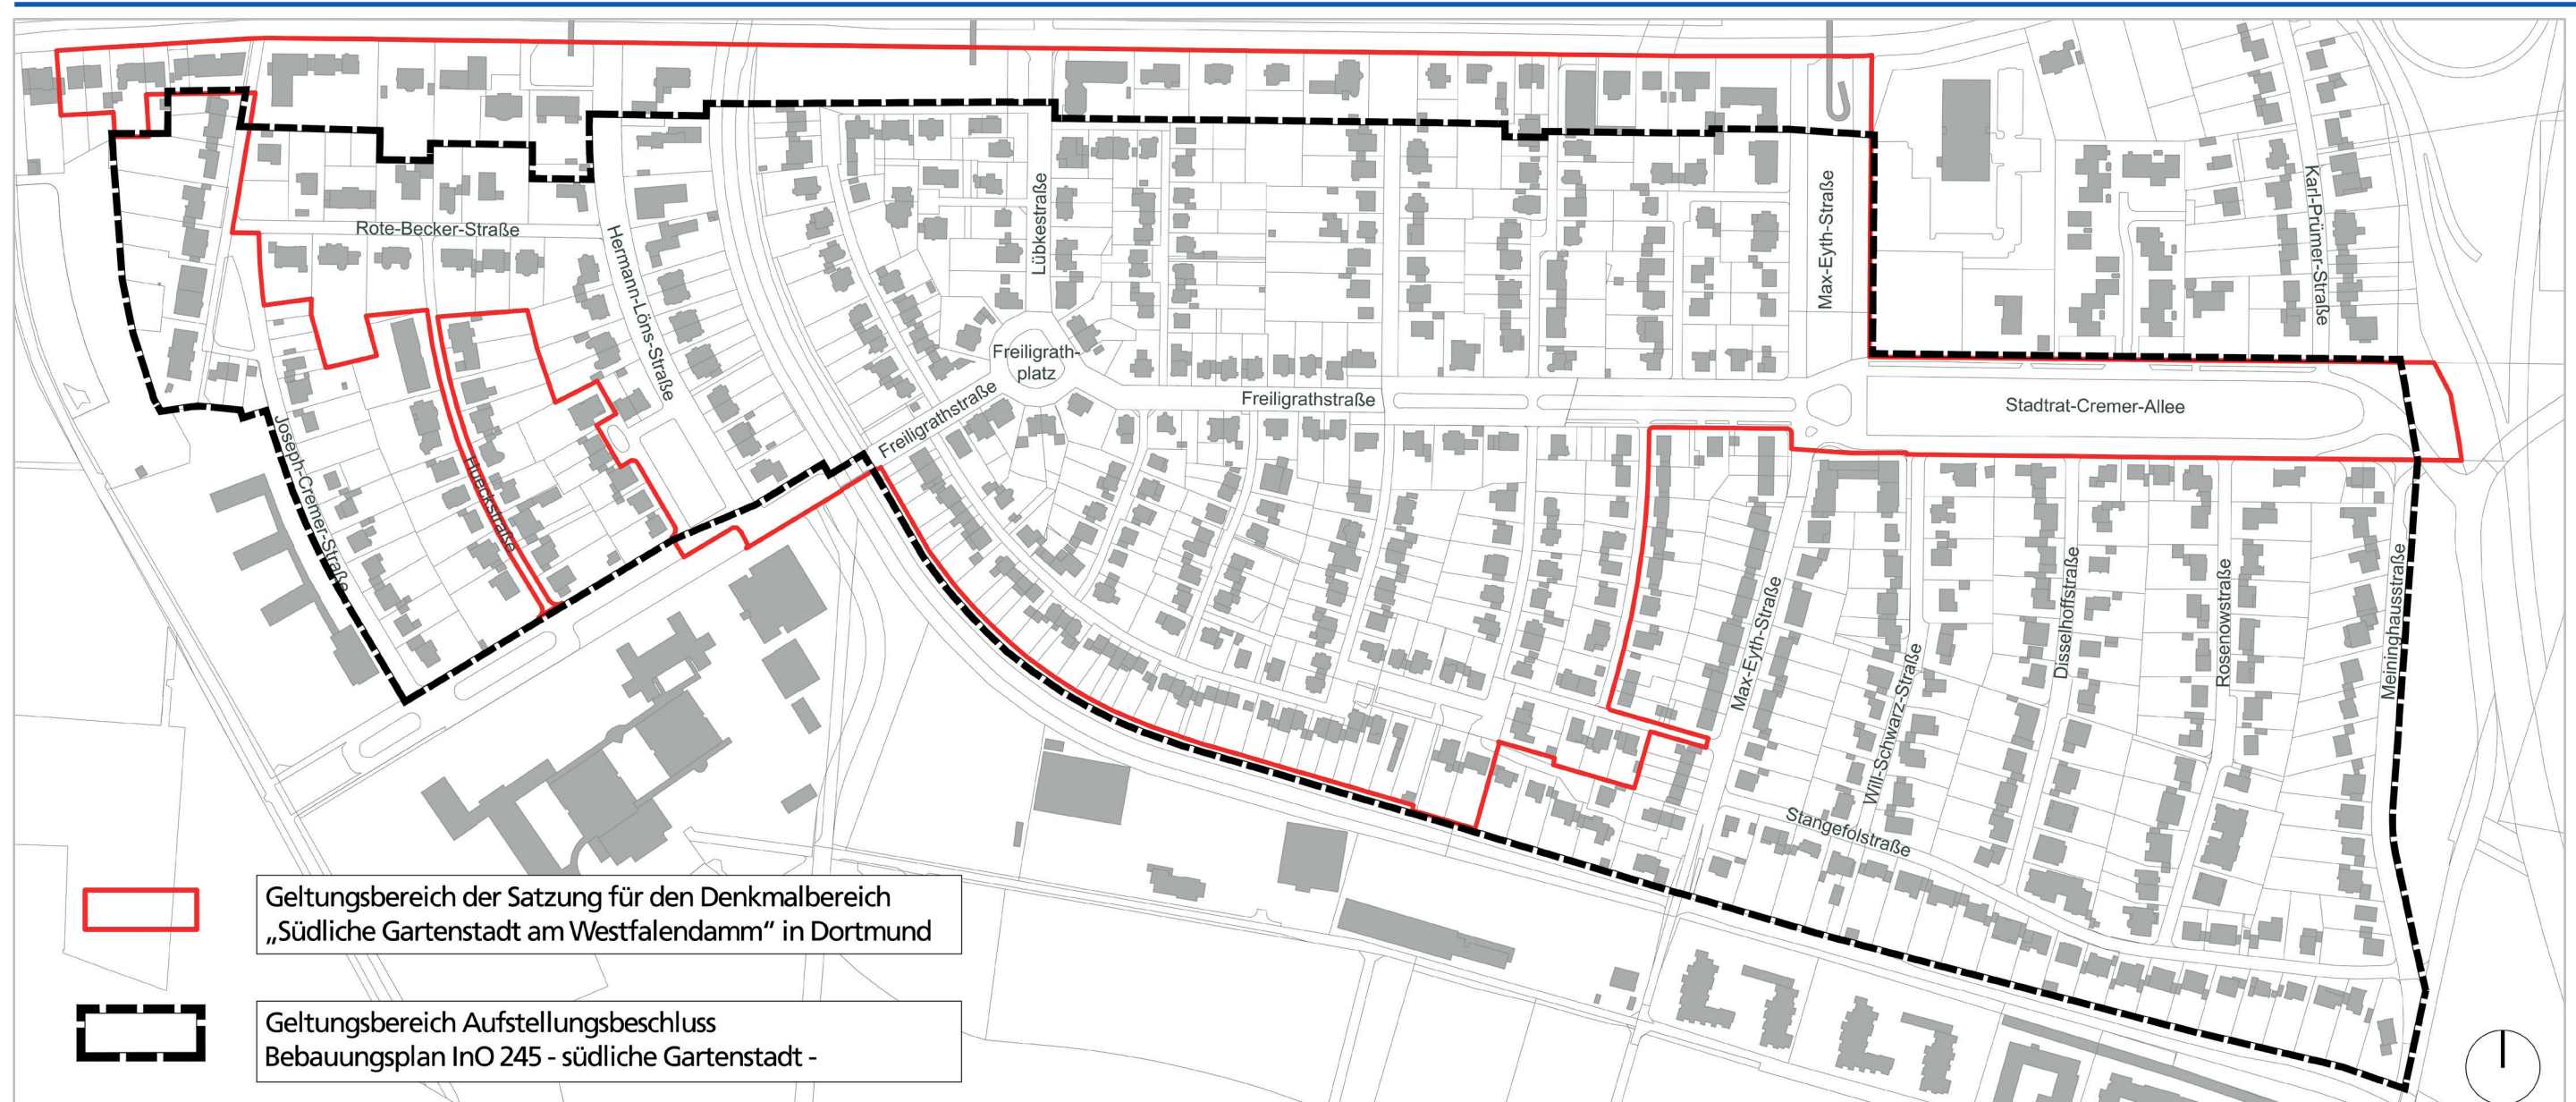 Rote-Becker-Straße
Hermann-Löns-Straße
Lübkestraße
Max-Eyth-Straße
Karl-Prümer-Straße
Freiligrath-
platz
Freiligrathstraße
Freiligrathstraße
Stadtrat-Cremer-Allee
Joseph-Cremer-Straße
Hueckstraße
Max-Eyth-Straße
Will-Schwarz-Straße
Disselhoffstraße
Rosenowstraße
Meininghausstraße
Stangefolstraße
Geltungsbereich der Satzung für den Denkmalbereich
„Südliche Gartenstadt am Westfalendamm“ in Dortmund
Geltungsbereich Aufstellungsbeschluss
Bebauungsplan InO 245 - südliche Gartenstadt -